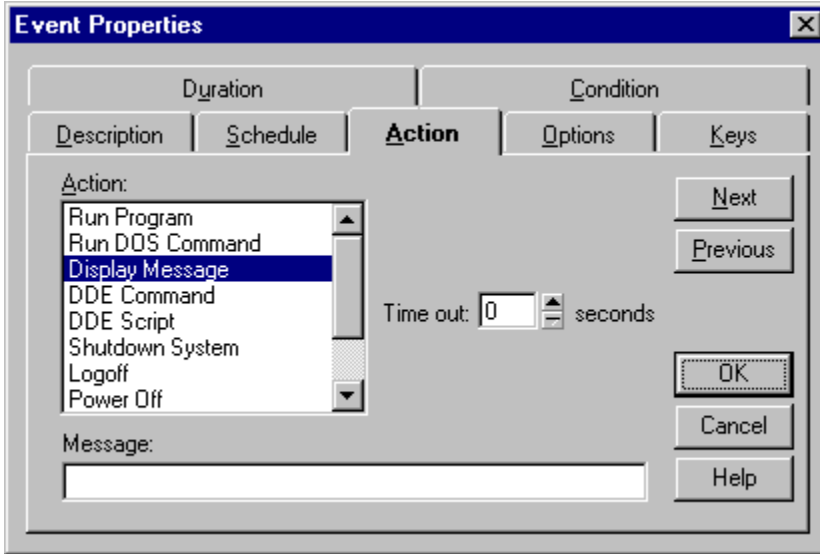 Event Properties
Duration Condition
Description Schedule Action Options Keys
Action:
Run Program
Run DOS Command
Display Message
DDE Command
DDE Script
Shutdown System
Logoff
Power Off
Time out: 0 seconds
Message:
Next
Previous
OK
Cancel
Help